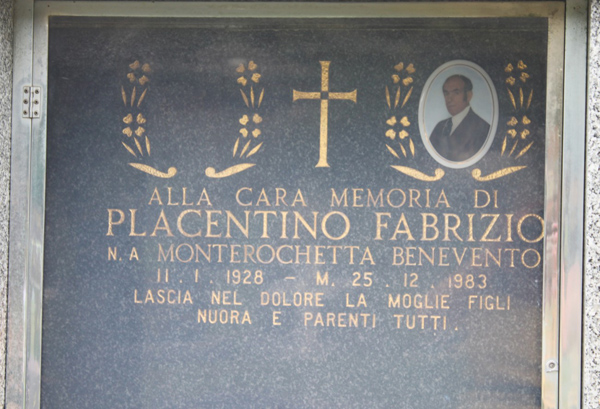 ALLA CARA MEMORIA DI
PLACENTINO FABRIZIO
N. A MONTEROCHETTA BENEVENTO
11 . 1 . 1928 - M. 25 . 12 . 1983
LASCIA NEL DOLORE LA MOGLIE FIGLI
NUORA E PARENTI TUTTI.